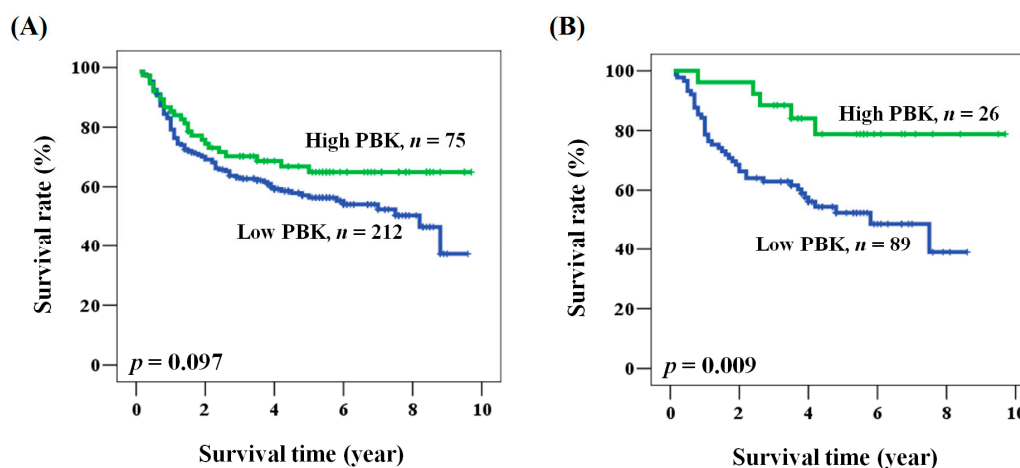 (A)
100
80
60
40
20
0
0 2 4 6 8 10
Survival rate (%)
Survival time (year)
High PBK, n = 75
Low PBK, n = 212
p = 0.097
(B)
100
80
60
40
20
0
0 2 4 6 8 10
Survival rate (%)
Survival time (year)
High PBK, n = 26
Low PBK, n = 89
p = 0.009